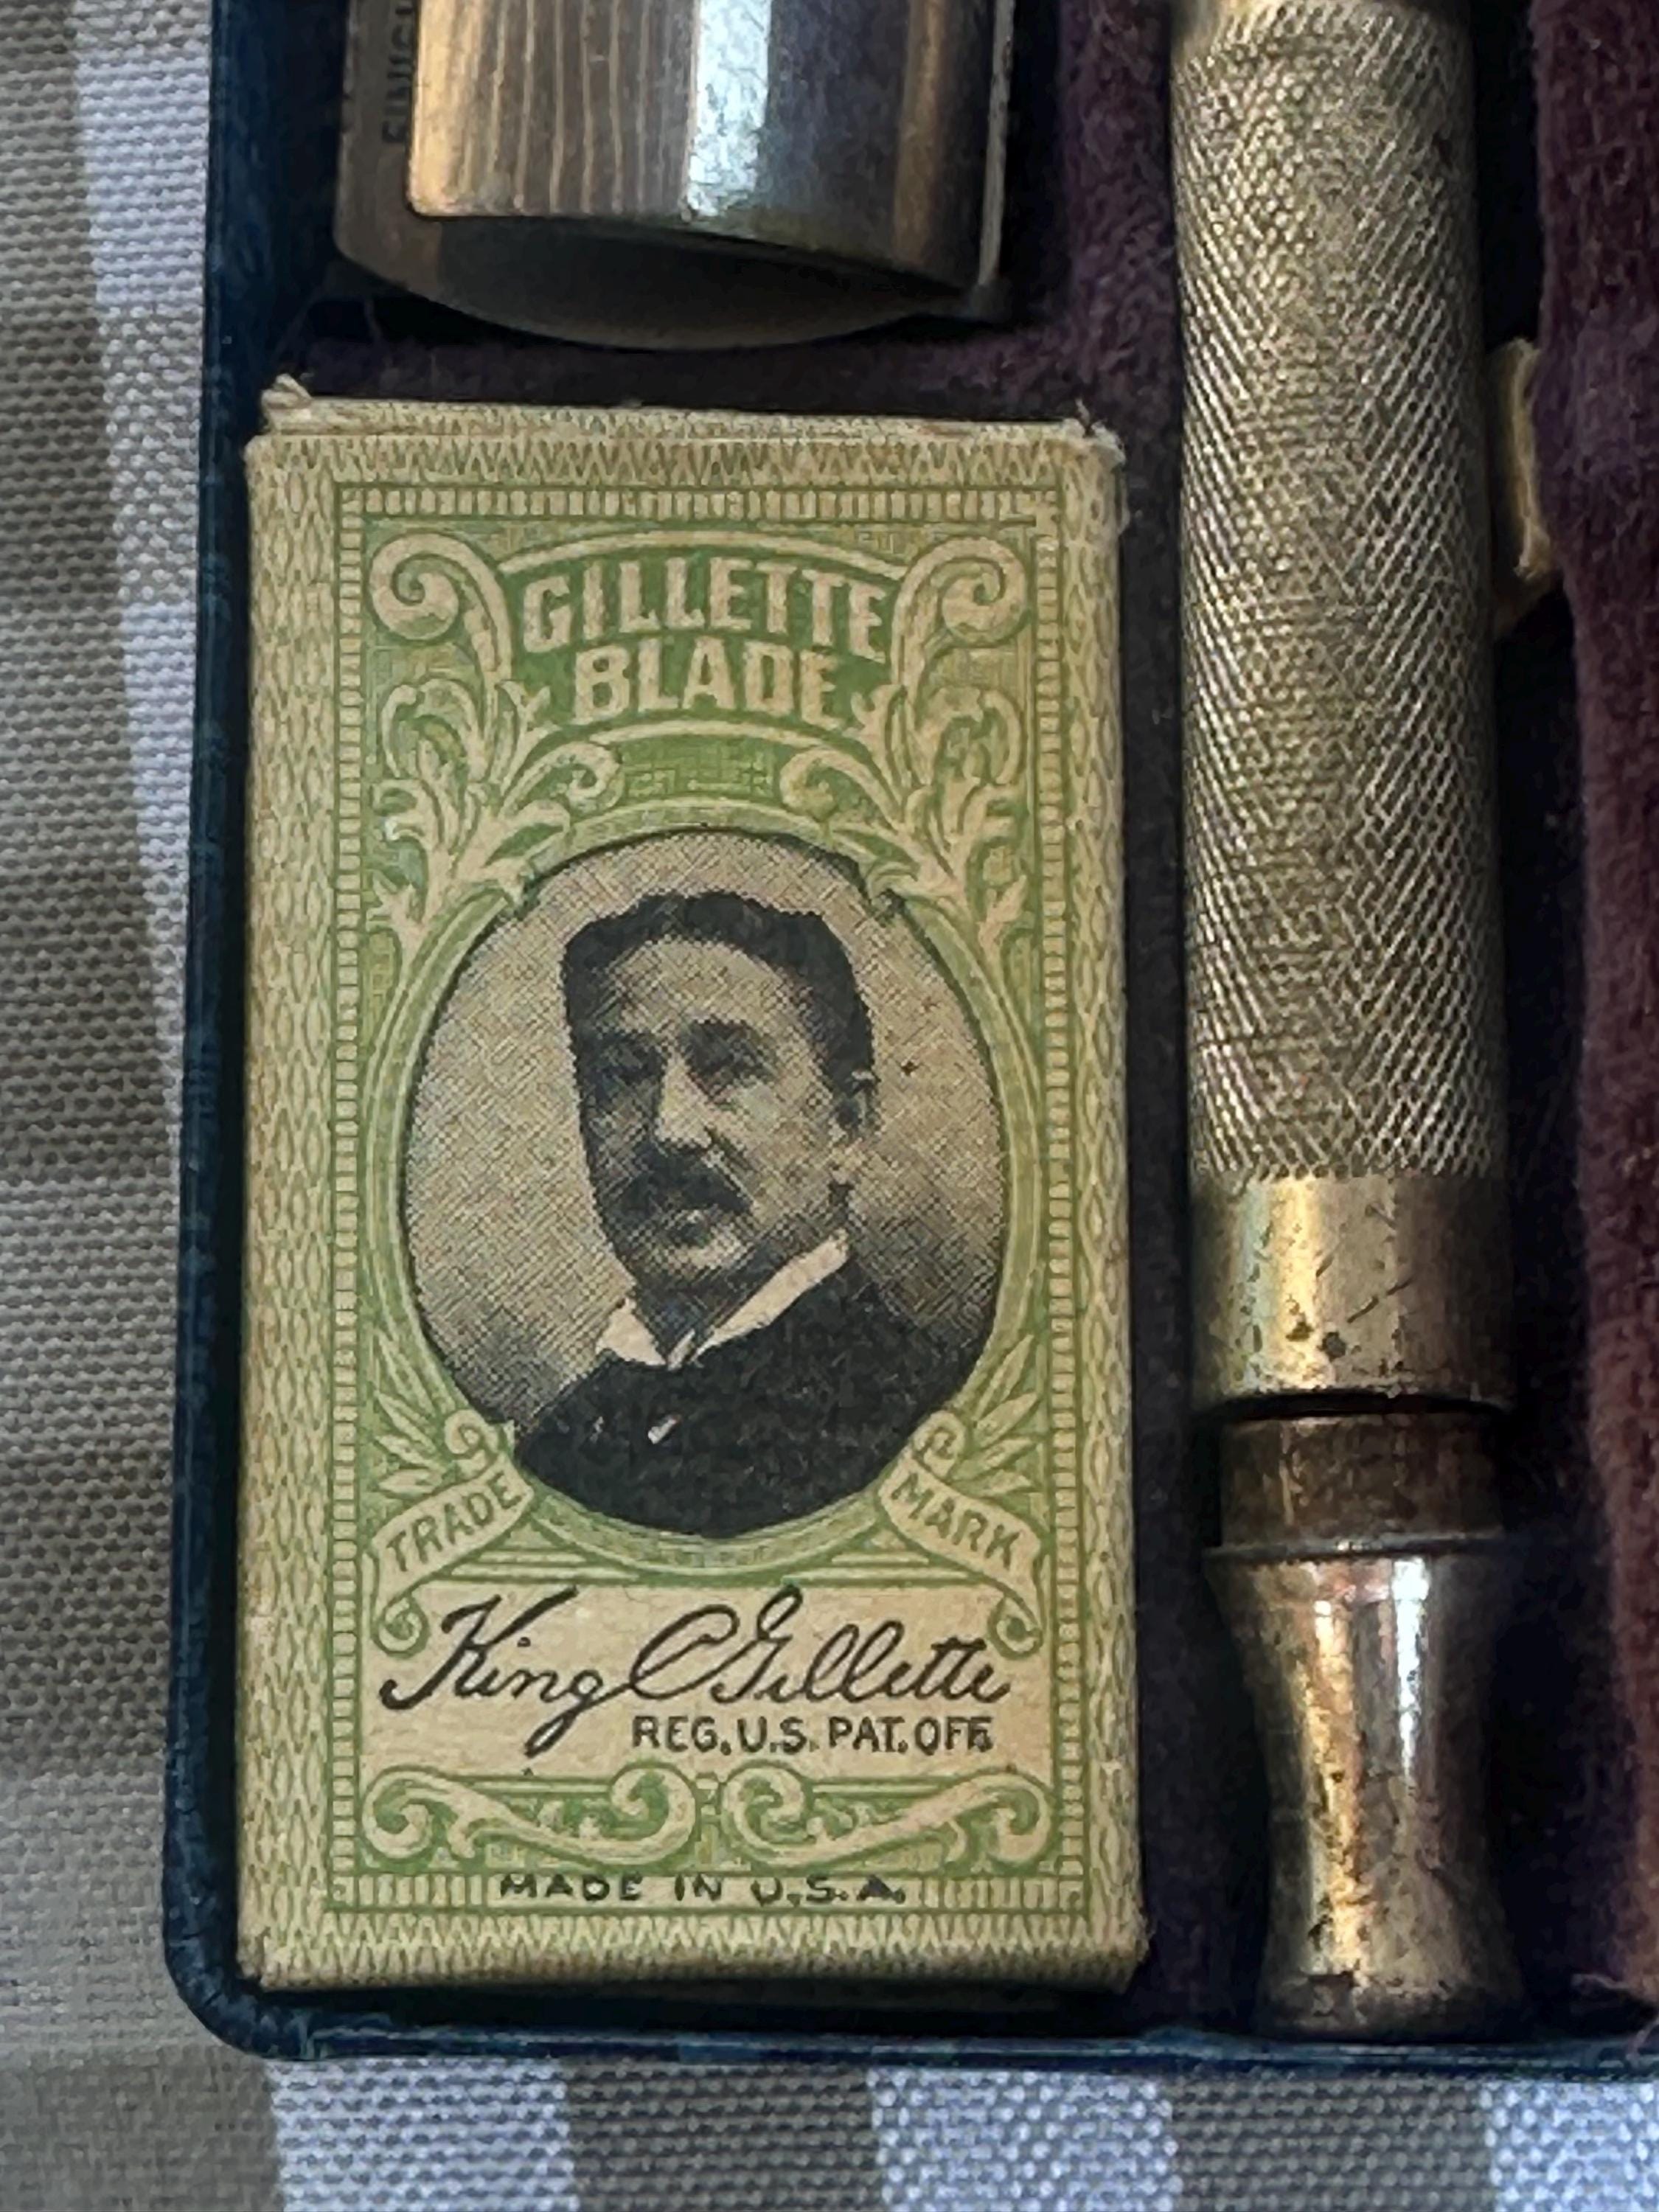 GILLETTE
BLADE
TRADE MARK
King C Gillette
REG. U.S. PAT. OFF.
MADE IN U.S.A.